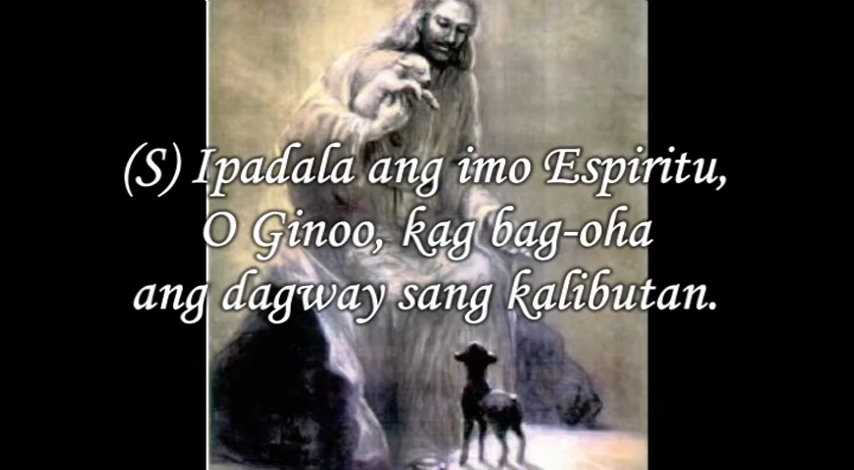 (S) Ipadala ang imo Espiritu,
O Ginoo, kag bag-oha
ang dagway sang kalibutan.